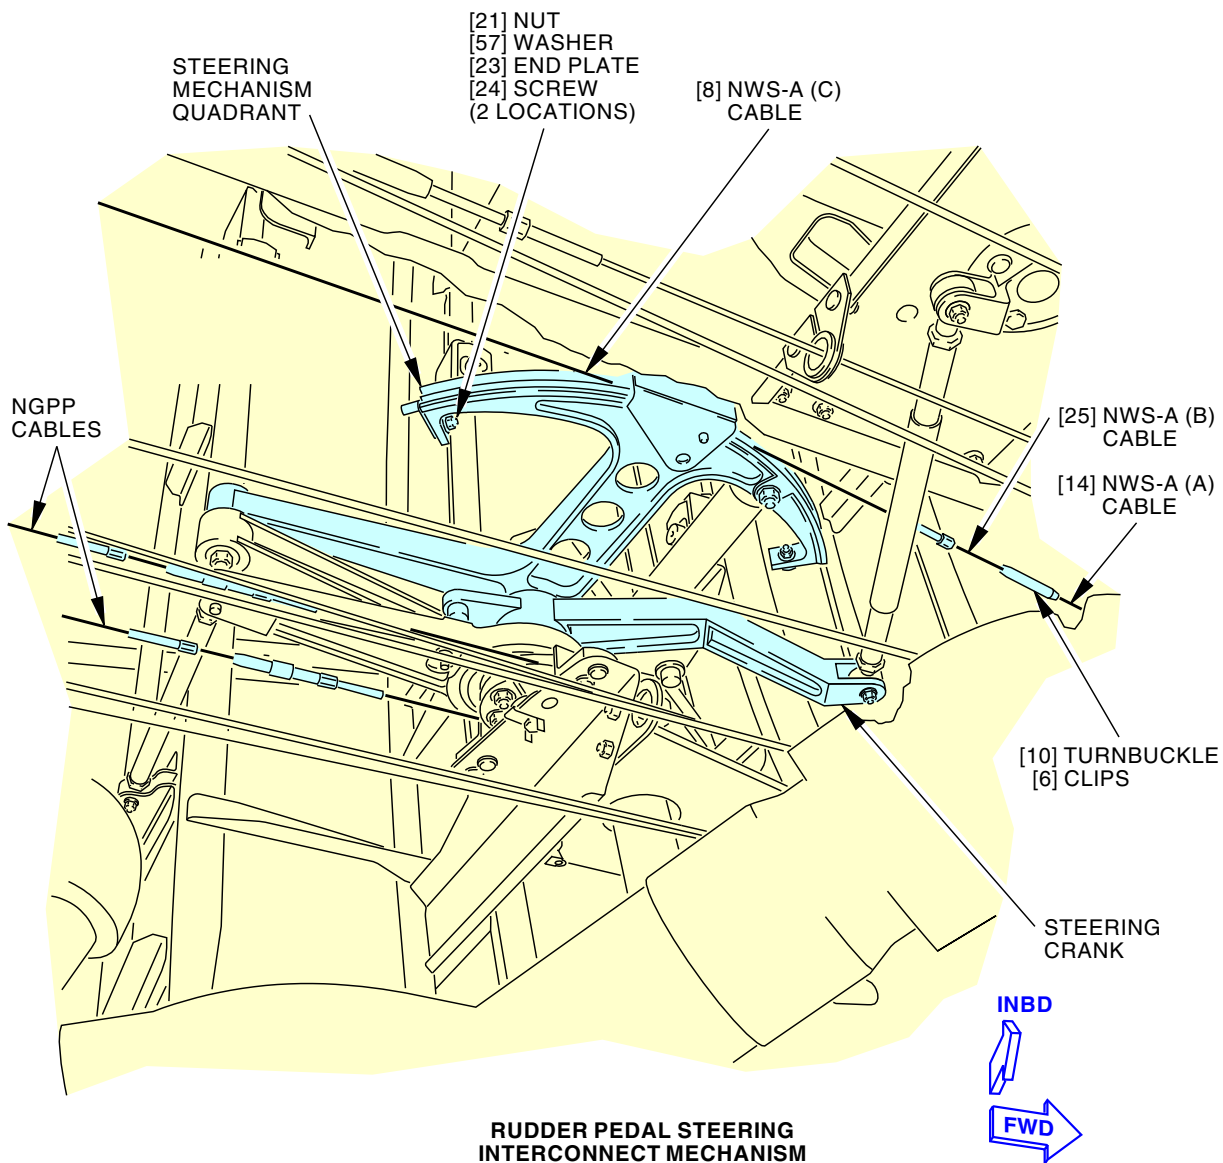 [21] NUT
[57] WASHER
[23] END PLATE
[24] SCREW
(2 LOCATIONS)
STEERING
MECHANISM
QUADRANT
[8] NWS-A (C)
CABLE
NGPP
CABLES
[25] NWS-A (B)
CABLE
[14] NWS-A (A)
CABLE
[10] TURNBUCKLE
[6] CLIPS
STEERING
CRANK
INBD
FWD
RUDDER PEDAL STEERING
INTERCONNECT MECHANISM